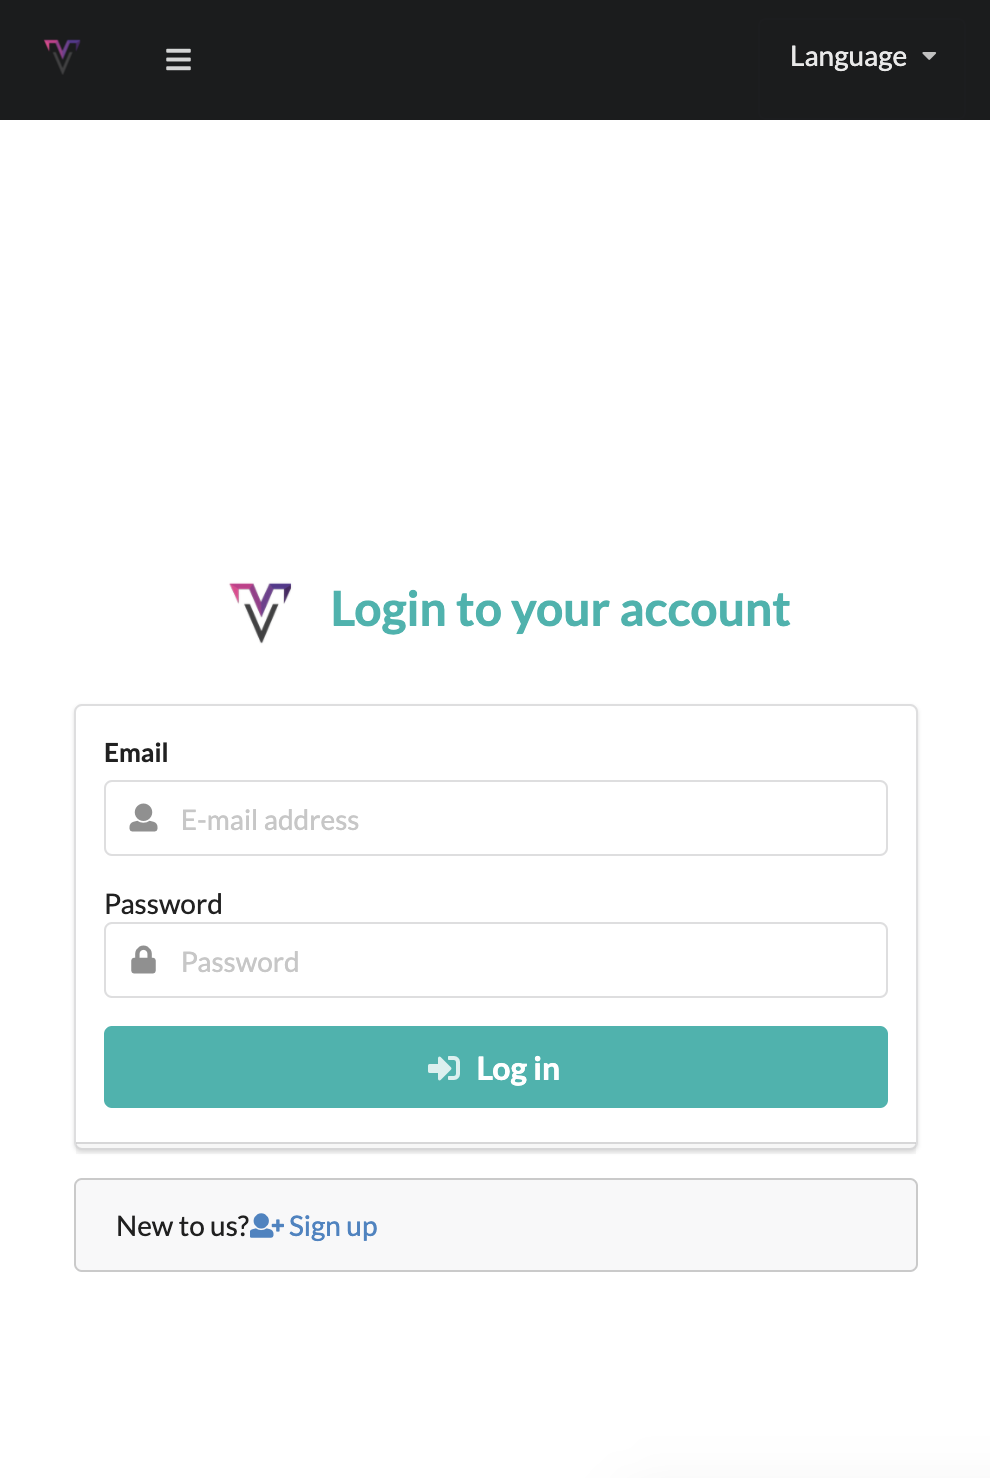 Language
Login to your account
Email
E-mail address
Password
Password
Log in
New to us? Sign up